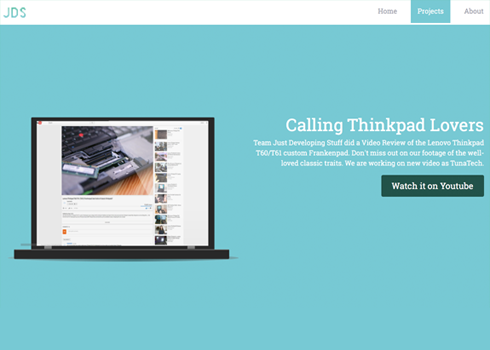 JDS
Home Projects About
Calling Thinkpad Lovers
Team Just Developing Stuff did a Video Review of the Lenovo Thinkpad
T60/T61 custom Frankenpad. Don't miss out on our footage of the well-
loved classic traits. We are working on new video as TunaTech.
Watch it on Youtube